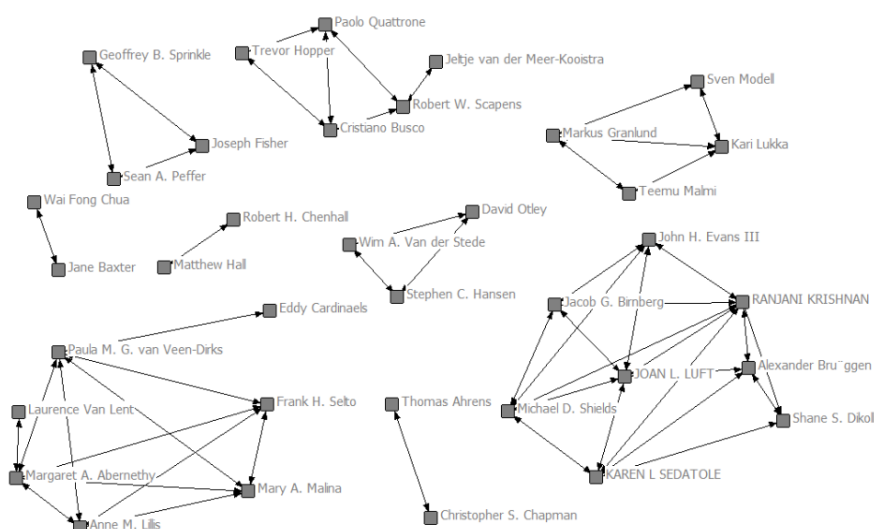 Paolo Quattrone
Geoffrey B. Sprinkle
Trevor Hopper
Jeltje van der Meer-Kooistra
Sven Modell
Robert W. Scapens
Cristiano Busco
Markus Granlund
Joseph Fisher
Kari Lukka
Sean A. Peffer
Teemu Malmi
Wai Fong Chua
Robert H. Chenhall
David Otley
Wim A. Van der Stede
John H. Evans III
Jane Baxter
Matthew Hall
Stephen C. Hansen
Jacob G. Birnberg
RANJANI KRISHNAN
Eddy Cardinaels
Paula M. G. van Veen-Dirks
Alexander Bru¨ggen
JOAN L. LUFT
Frank H. Selto
Thomas Ahrens
Laurence Van Lent
Michael D. Shields
Shane S. Dikoll
Margaret A. Abernethy
KAREN L SEDATOLE
Mary A. Malina
Christopher S. Chapman
Anne M. Lillis